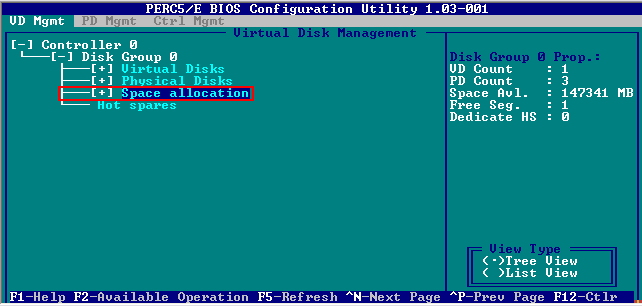 PERC5/E BIOS Configuration Utility 1.03-001
VD Mgmt PD Mgmt Ctrl Mgmt
Virtual Disk Management
[-] Controller 0
[-] Disk Group 0
[+] Virtual Disks
[+] Physical Disks
[+] Space allocation
Hot spares
Disk Group 0 Prop.:
VD Count : 1
PD Count : 3
Space Avl. : 147341 MB
Free Seg. : 1
Dedicate HS : 0
View Type
(·)Tree View
( )List View
F1-Help F2-Available Operation F5-Refresh ^N-Next Page ^P-Prev Page F12-Ctlr